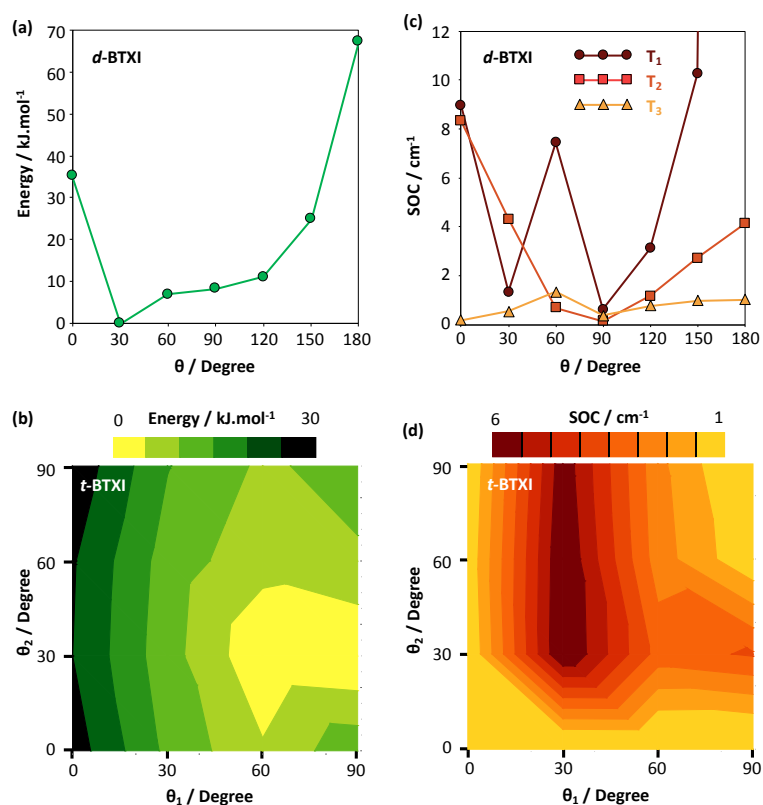 (a)
d-BTXI
Energy / kJ.mol⁻¹
70
60
50
40
30
20
10
0
0 30 60 90 120 150 180
θ / Degree
(c)
d-BTXI
T₁
T₂
T₃
SOC / cm⁻¹
12
10
8
6
4
2
0
0 30 60 90 120 150 180
θ / Degree
(b)
0 Energy / kJ.mol⁻¹ 30
t-BTXI
θ₂ / Degree
90
60
30
0
0 30 60 90
θ₁ / Degree
(d)
6 SOC / cm⁻¹ 1
t-BTXI
θ₂ / Degree
90
60
30
0
0 30 60 90
θ₁ / Degree